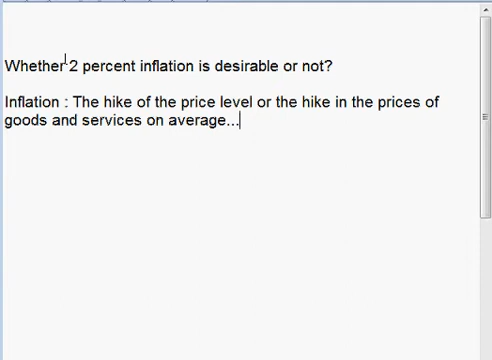 Whether 2 percent inflation is desirable or not?
Inflation : The hike of the price level or the hike in the prices of
goods and services on average...